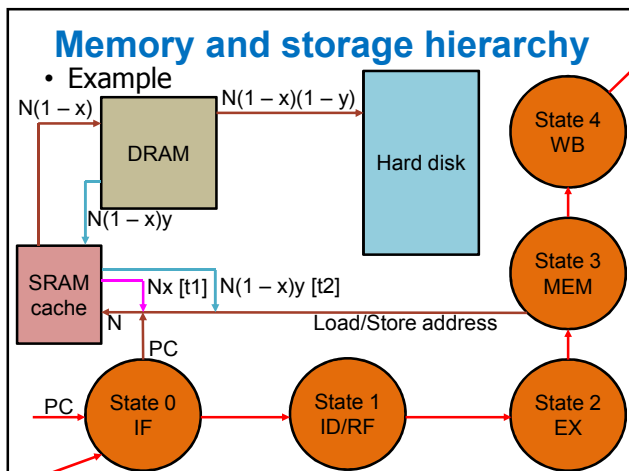 Memory and storage hierarchy
• Example
N(1 – x)
N(1 – x)(1 – y)
DRAM
Hard disk
State 4
WB
N(1 – x)y
SRAM
cache
Nx [t1]
N(1 – x)y [t2]
State 3
MEM
N
Load/Store address
PC
PC
State 0
IF
State 1
ID/RF
State 2
EX